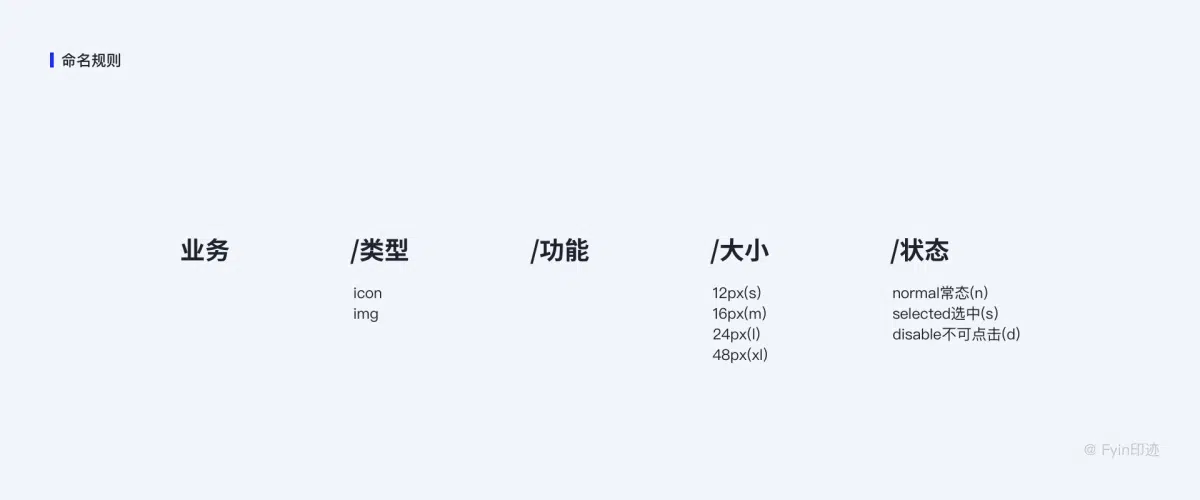 命名规则
业务 /类型 /功能 /大小 /状态
icon 12px(s) normal常态(n)
img 16px(m) selected选中(s)
24px(l) disable不可点击(d)
48px(xl)
@ Fyin印迹